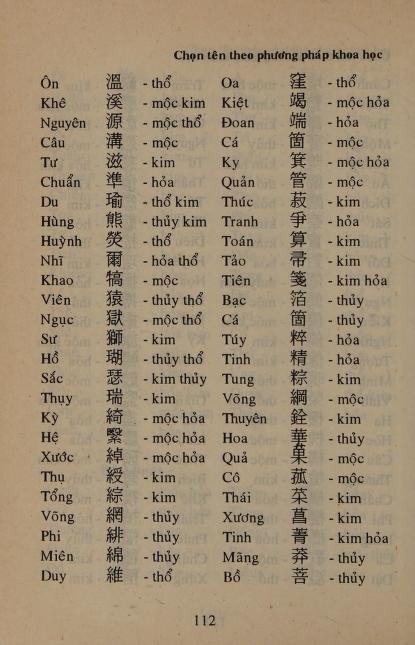 Chọn tên theo phương pháp khoa học
Ôn 溫 - thổ
Khê 溪 - mộc kim
Nguyên 源 - mộc thổ
Câu 溝 - mộc
Tư 滋 - kim
Chuẩn 準 - hỏa
Du 瑜 - thổ kim
Hùng 熊 - thủy kim
Huỳnh 熒 - thổ
Nhĩ 爾 - hỏa thổ
Khao 犒 - mộc
Viên 猿 - thủy thổ
Ngục 獄 - mộc thổ
Sư 獅 - kim
Hồ 瑚 - thủy thổ
Sắc 瑟 - kim thủy
Thụy 瑞 - kim
Kỳ 綺 - mộc hỏa
Hệ 繫 - mộc hỏa
Xước 綽 - mộc hỏa
Thụ 綬 - kim
Tổng 綜 - kim
Võng 網 - thủy
Phi 緋 - thủy
Miên 綿 - thủy
Duy 維 - thổ
Oa 窪 - thổ
Kiệt 竭 - mộc hỏa
Đoan 端 - hỏa
Cá 箇 - mộc
Ky 箕 - mộc hỏa
Quản 管 - mộc
Thúc 菽 - kim
Tranh 爭 - hỏa
Toán 算 - kim
Tảo 帚 - kim
Tiên 箋 - kim hỏa
Bạc 箔 - thủy
Cá 箇 - thủy
Túy 粹 - hỏa
Tinh 精 - hỏa
Tung 粽 - kim
Võng 綱 - mộc
Thuyên 銓 - kim
Hoa 華 - thủy
Quả 菓 - mộc
Cô 菰 - mộc
Thái 菜 - kim
Xương 菖 - kim
Tinh 菁 - kim hỏa
Mãng 莽 - thủy
Bồ 菩 - thủy
112